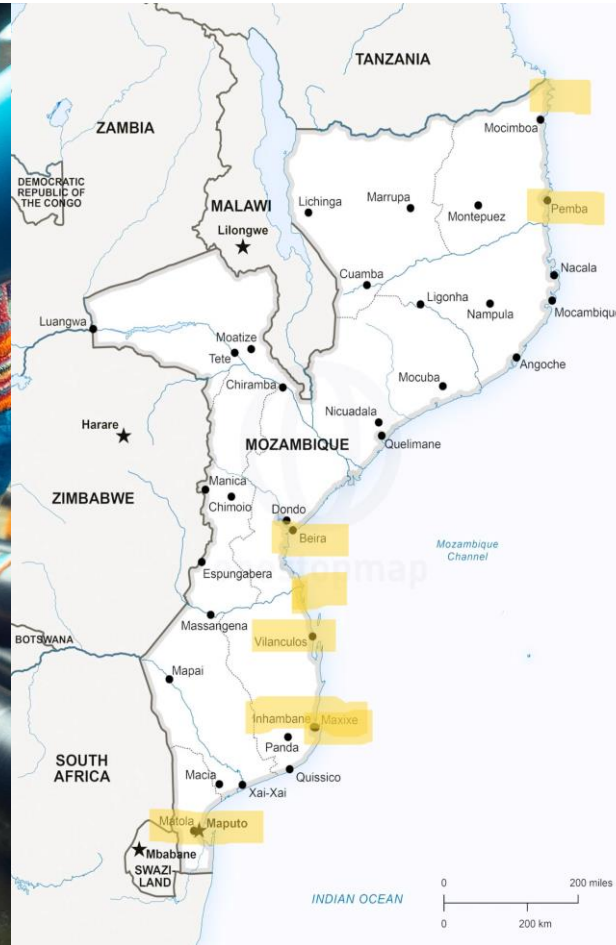 TANZANIA
ZAMBIA
Mocimboa
DEMOCRATIC
REPUBLIC OF
THE CONGO
MALAWI
Lilongwe
Lichinga
Marrupa
Montepuez
Pemba
Cuamba
Nacala
Ligonha
Nampula
Mocambique
Luangwa
Moatize
Tete
Angoche
Chiramba
Mocuba
Nicuadala
Harare
MOZAMBIQUE
Quelimane
ZIMBABWE
Manica
Chimoio
Dondo
Beira
Mozambique
Channel
Espungabera
stopmap
Massangena
BOTSWANA
Vilanculos
Mapai
Inhambane
Maxixe
Panda
SOUTH
AFRICA
Macia
Quissico
Xai-Xai
Matola
Maputo
Mbabane
SWAZI-
LAND
INDIAN OCEAN
0 200 miles
0 200 km